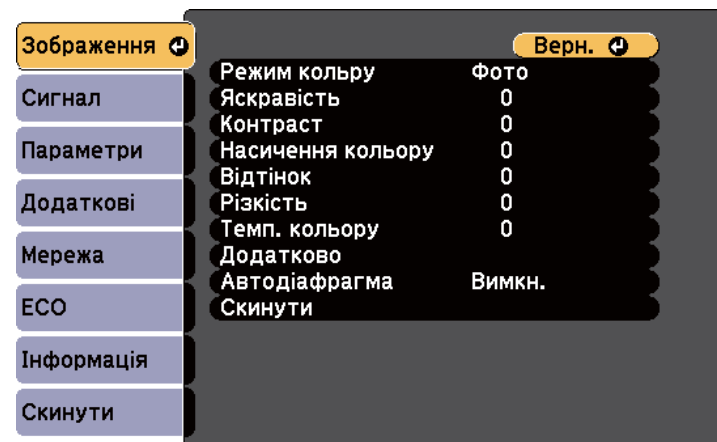 Зображення
Сигнал
Параметри
Додаткові
Мережа
ECO
Інформація
Скинути
Верн.
Режим кольру Фото
Яскравість 0
Контраст 0
Насичення кольору 0
Відтінок 0
Різкість 0
Темп. кольору 0
Додатково
Автодіафрагма Вимкн.
Скинути